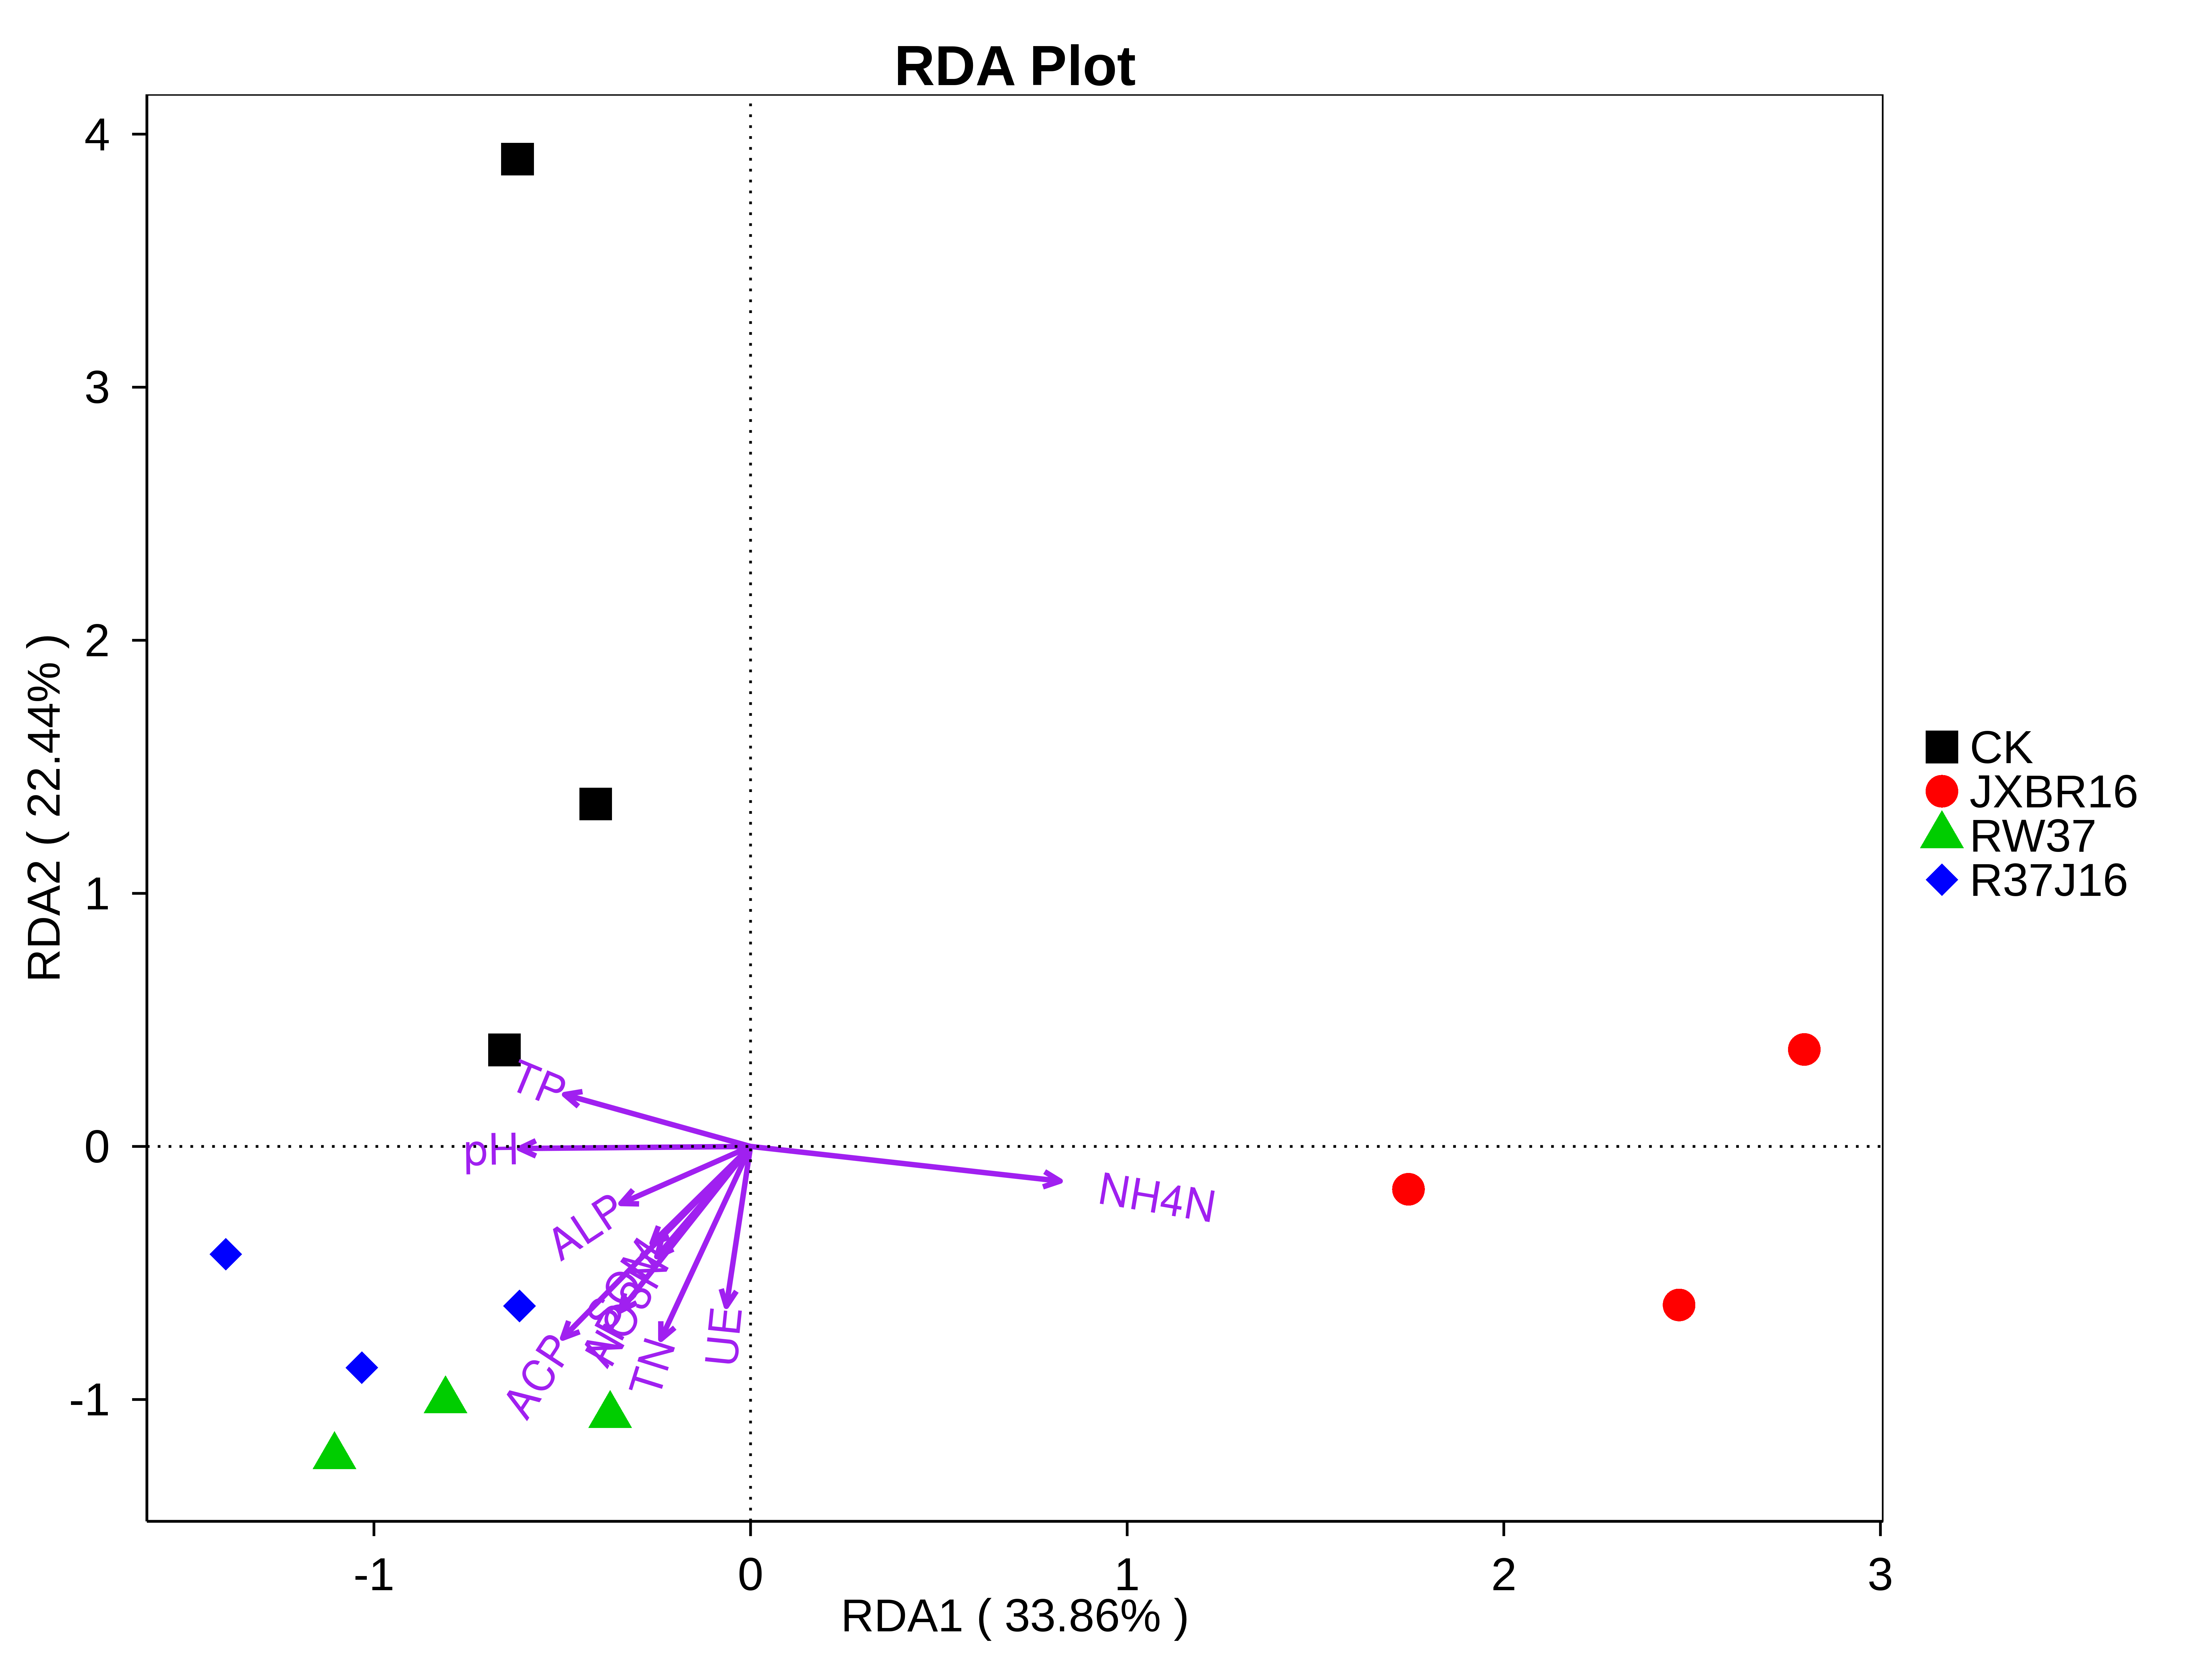 RDA Plot
4
3
2
1
0
-1
RDA2 ( 22.44% )
-1
0
1
2
3
RDA1 ( 33.86% )
TP
pH
ALP
ACP
TN
UE
NH4N
CK
JXBR16
RW37
R37J16